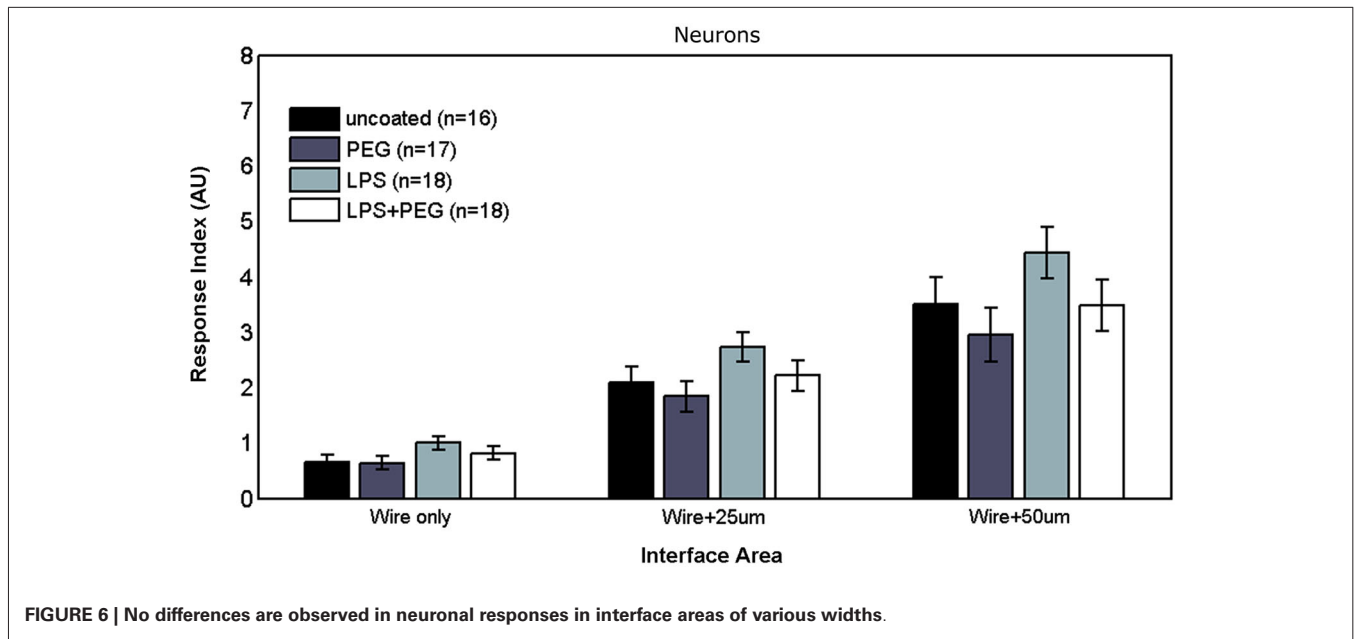 Neurons
8
7
6
5
4
3
2
1
0
Response Index (AU)
uncoated (n=16)
PEG (n=17)
LPS (n=18)
LPS+PEG (n=18)
Wire only
Wire+25um
Wire+50um
Interface Area
FIGURE 6 | No differences are observed in neuronal responses in interface areas of various widths.